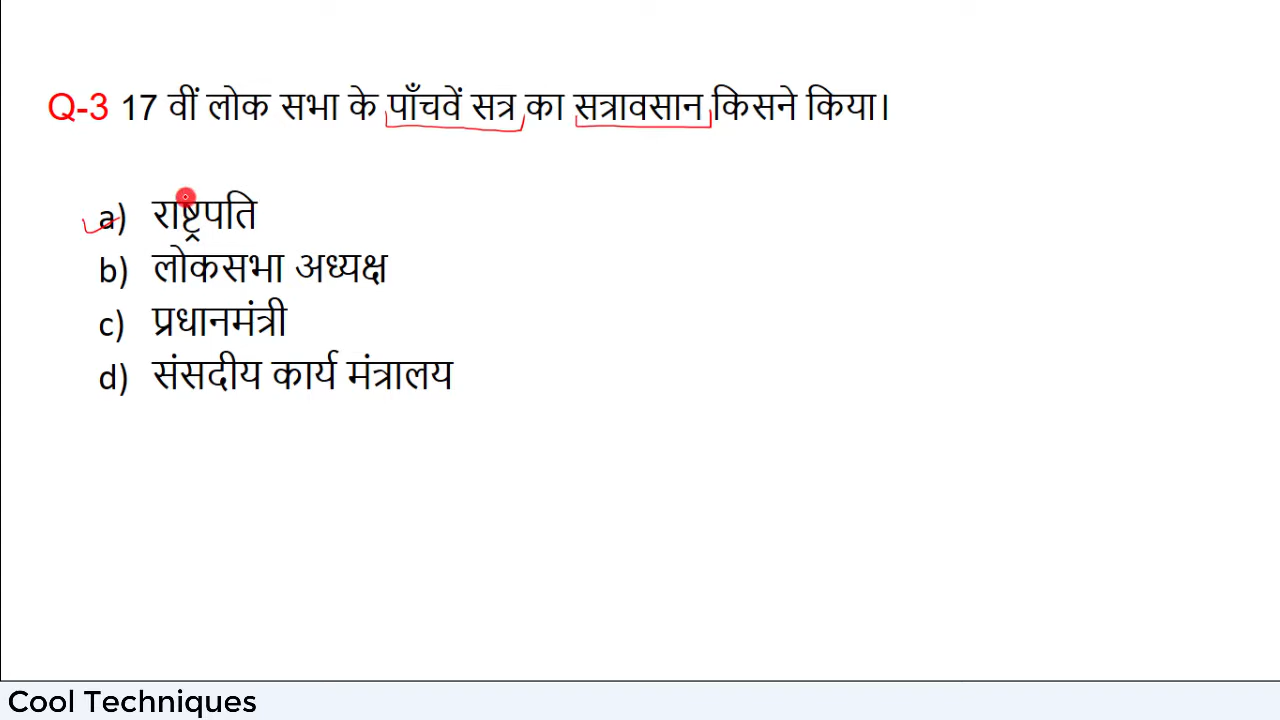 Q-3 17 वीं लोक सभा के पाँचवें सत्र का सत्रावसान किसने किया।
a) राष्ट्रपति
b) लोकसभा अध्यक्ष
c) प्रधानमंत्री
d) संसदीय कार्य मंत्रालय
Cool Techniques